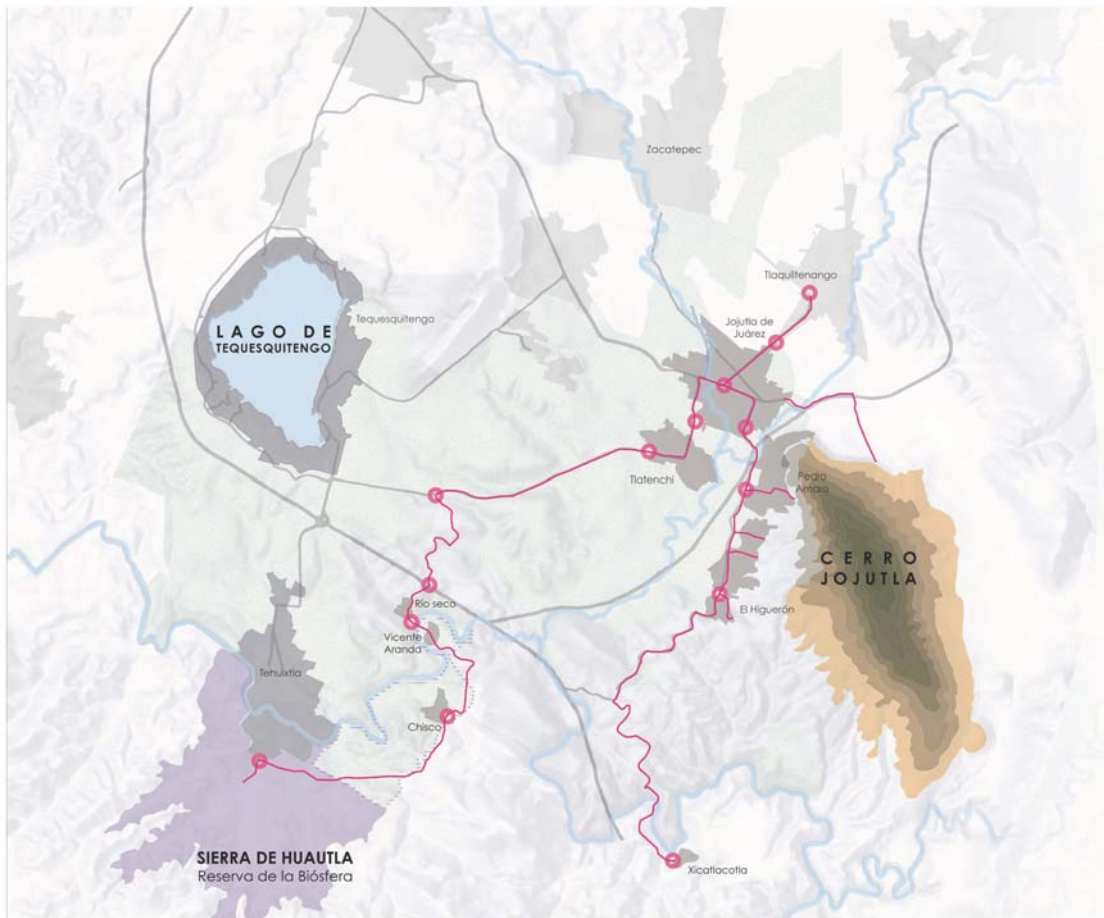 Zacatepec
Tlaquiltenango
Tequesquitengo
LAGO DE
TEQUESQUITENGO
Jojutla de
Juárez
Tlatenchi
Pedro
Amaro
CERRO
JOJUTLA
Río seco
El Higuerón
Vicente
Aranda
Tehuixtla
Chisco
SIERRA DE HUAUTLA
Reserva de la Biósfera
Xicatlacotla